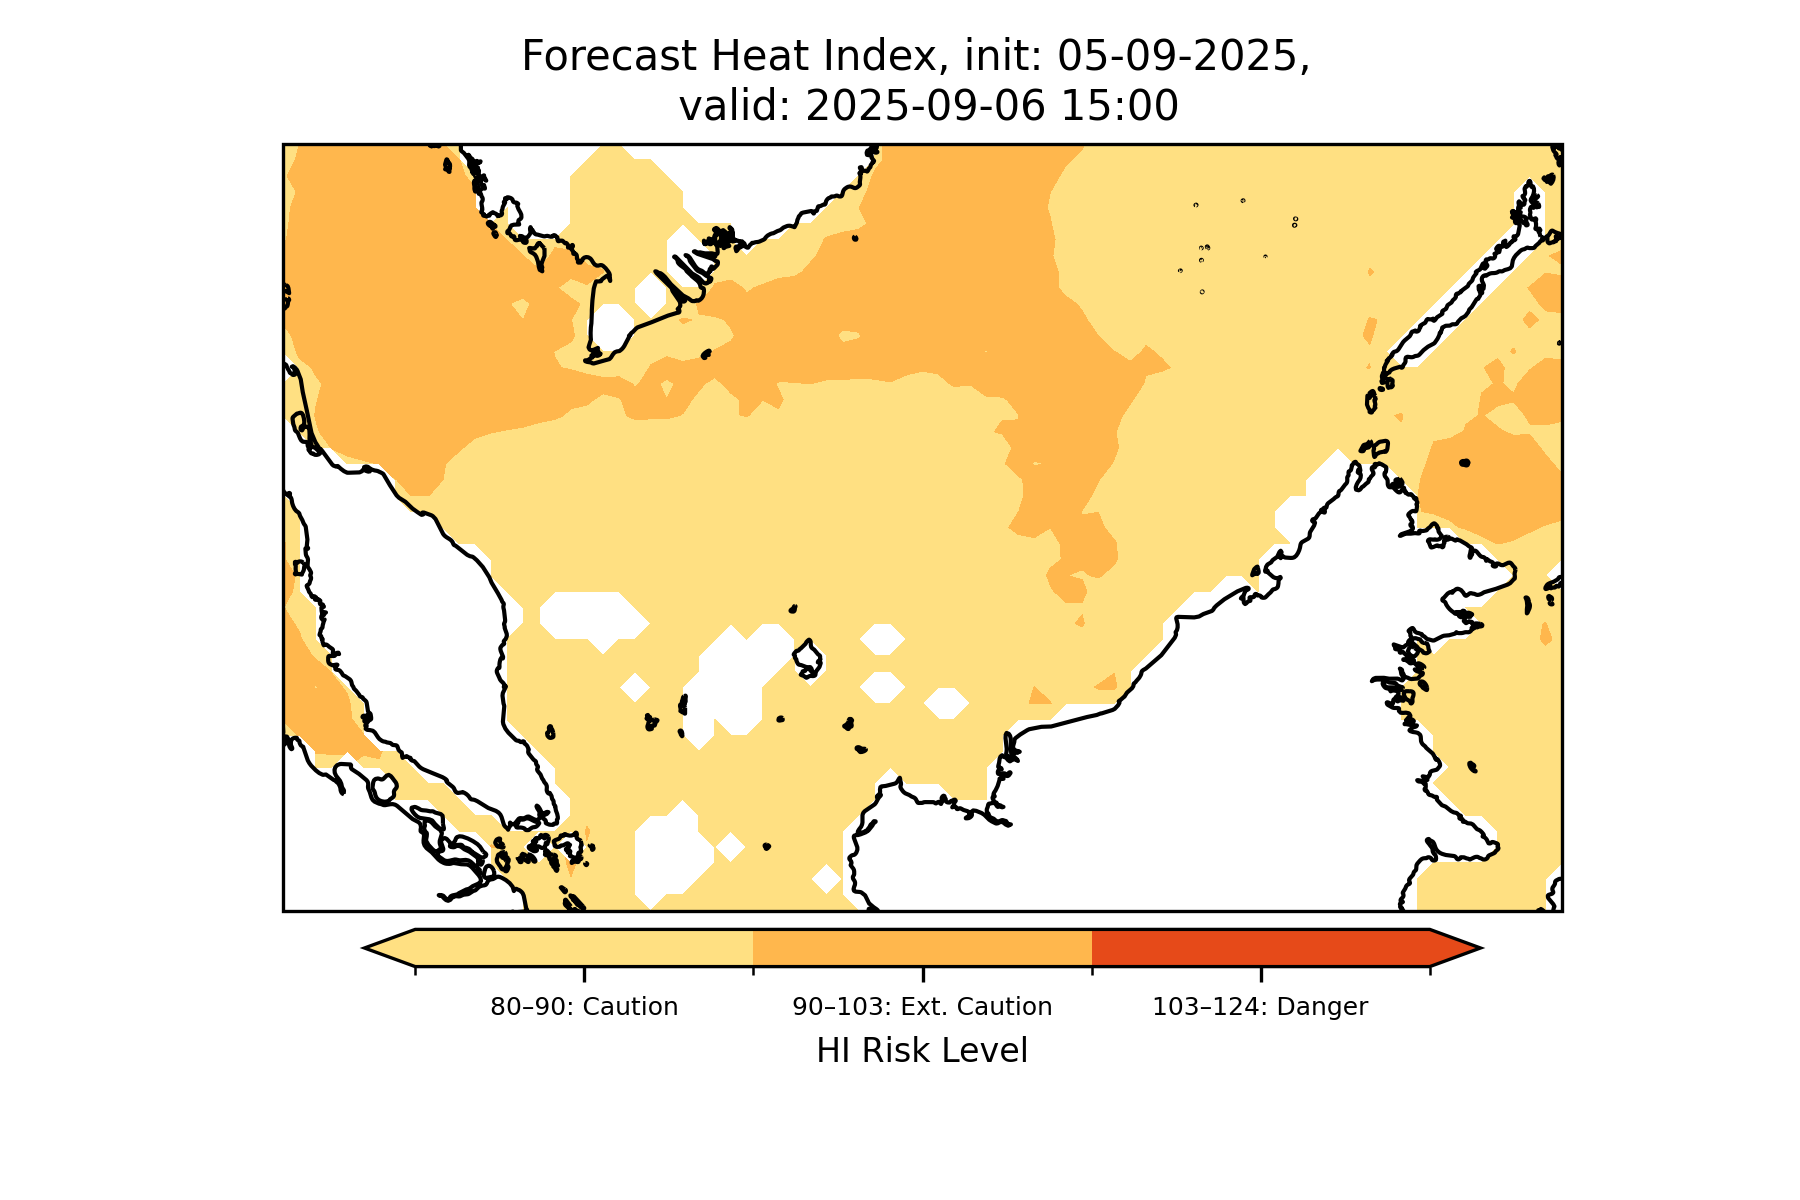 Forecast Heat Index, init: 05-09-2025,
valid: 2025-09-06 15:00
80–90: Caution
90–103: Ext. Caution
103–124: Danger
HI Risk Level